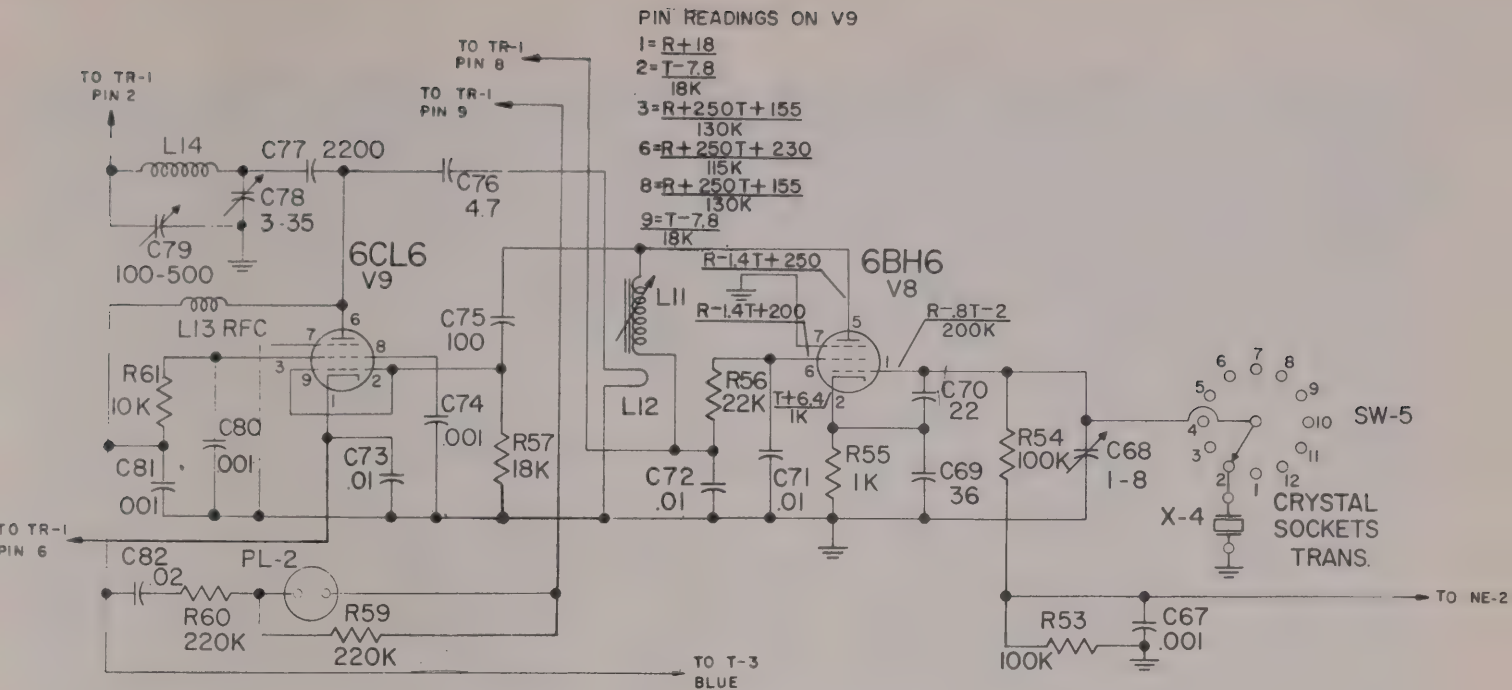 PIN READINGS ON V9
1=R+18
2=T-7.8
18K
3=R+250T+155
130K
6=R+250T+230
115K
8=R+250T+155
130K
9=T-7.8
18K
TO TR-1
PIN 8
TO TR-1
PIN 2
TO TR-1
PIN 9
L14
C77 2200
C78
3-35
C76
4.7
C79
100-500
6CL6
V9
L13 RFC
R-1.4T+250
6BH6
V8
L11
R-1.4T+200
R-.8T-2
200K
C75
100
6
7
8
3
9
2
1
5
7
6
1
2
R61
10K
L12
R56
22K
T+6.4
1K
C70
22
C80
.001
C74
.001
C73
.01
R57
18K
C81
001
C72
.01
C71
.01
R55
1K
C69
36
R54
100K
C68
1-8
1
2
3
4
5
6
7
8
9
10
11
12
SW-5
X-4
CRYSTAL
SOCKETS
TRANS.
TO TR-1
PIN 6
C82
.02
PL-2
R60
220K
R59
220K
R53
100K
C67
.001
TO NE-2
TO T-3
BLUE